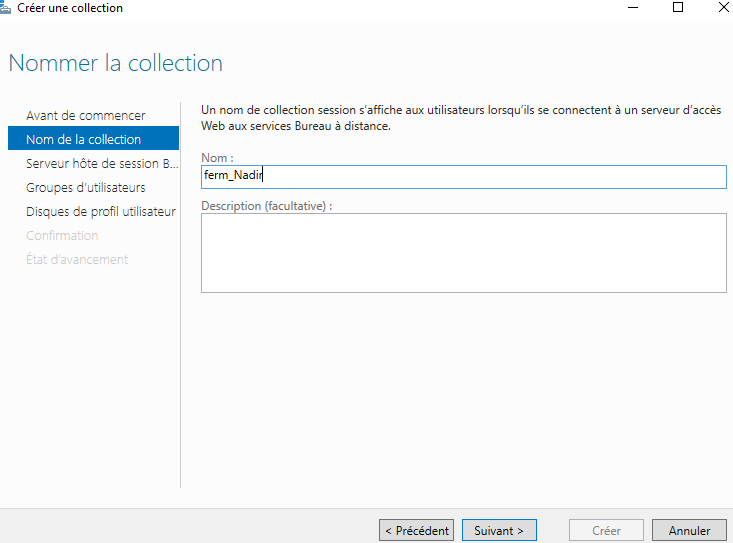 Créer une collection
Nommer la collection
Avant de commencer
Nom de la collection
Serveur hôte de session B...
Groupes d'utilisateurs
Disques de profil utilisateur
Confirmation
État d'avancement
Un nom de collection session s'affiche aux utilisateurs lorsqu'ils se connectent à un serveur d'accès
Web aux services Bureau à distance.
Nom :
ferm_Nadir
Description (facultative) :
< Précédent
Suivant >
Créer
Annuler